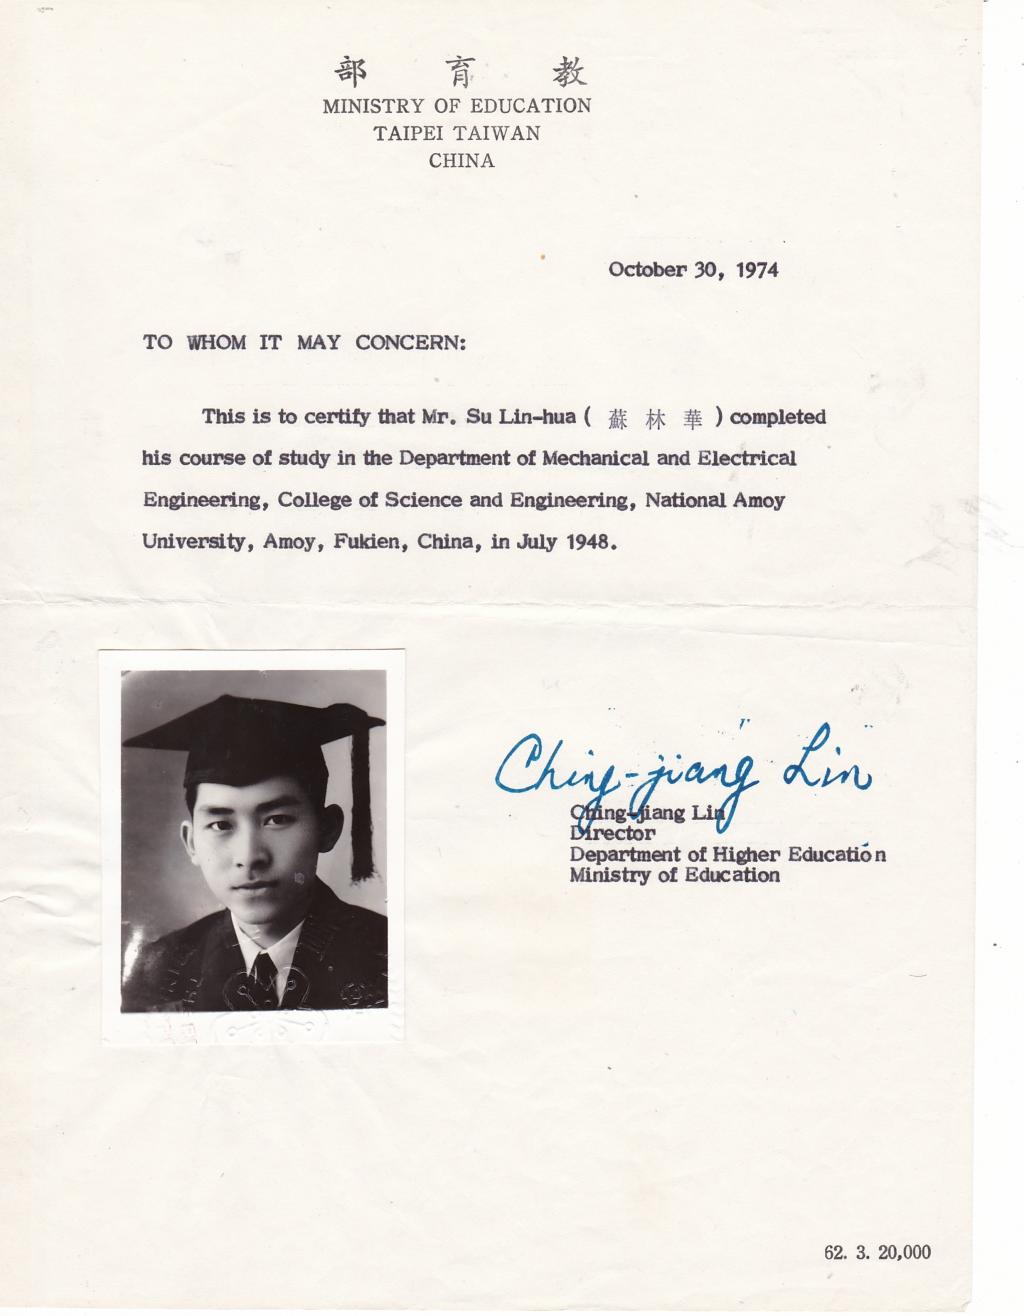 部 育 教
MINISTRY OF EDUCATION
TAIPEI TAIWAN
CHINA
October 30, 1974
TO WHOM IT MAY CONCERN:
This is to certify that Mr. Su Lin-hua ( 蘇 林 華 ) completed
his course of study in the Department of Mechanical and Electrical
Engineering, College of Science and Engineering, National Amoy
University, Amoy, Fukien, China, in July 1948.
Ching-jiang Lin
Ching-jiang Lin
Director
Department of Higher Education
Ministry of Education
62. 3. 20,000